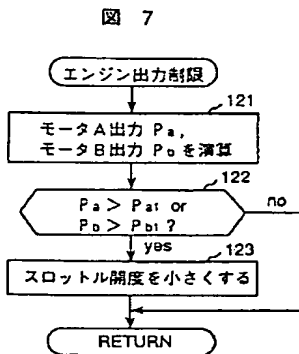 図 7
エンジン出力制限
121
モータA出力 Pa,
モータB出力 Pbを演算
122
Pa > Pa1 or
Pb > Pb1 ?
no
yes
123
スロットル開度を小さくする
RETURN